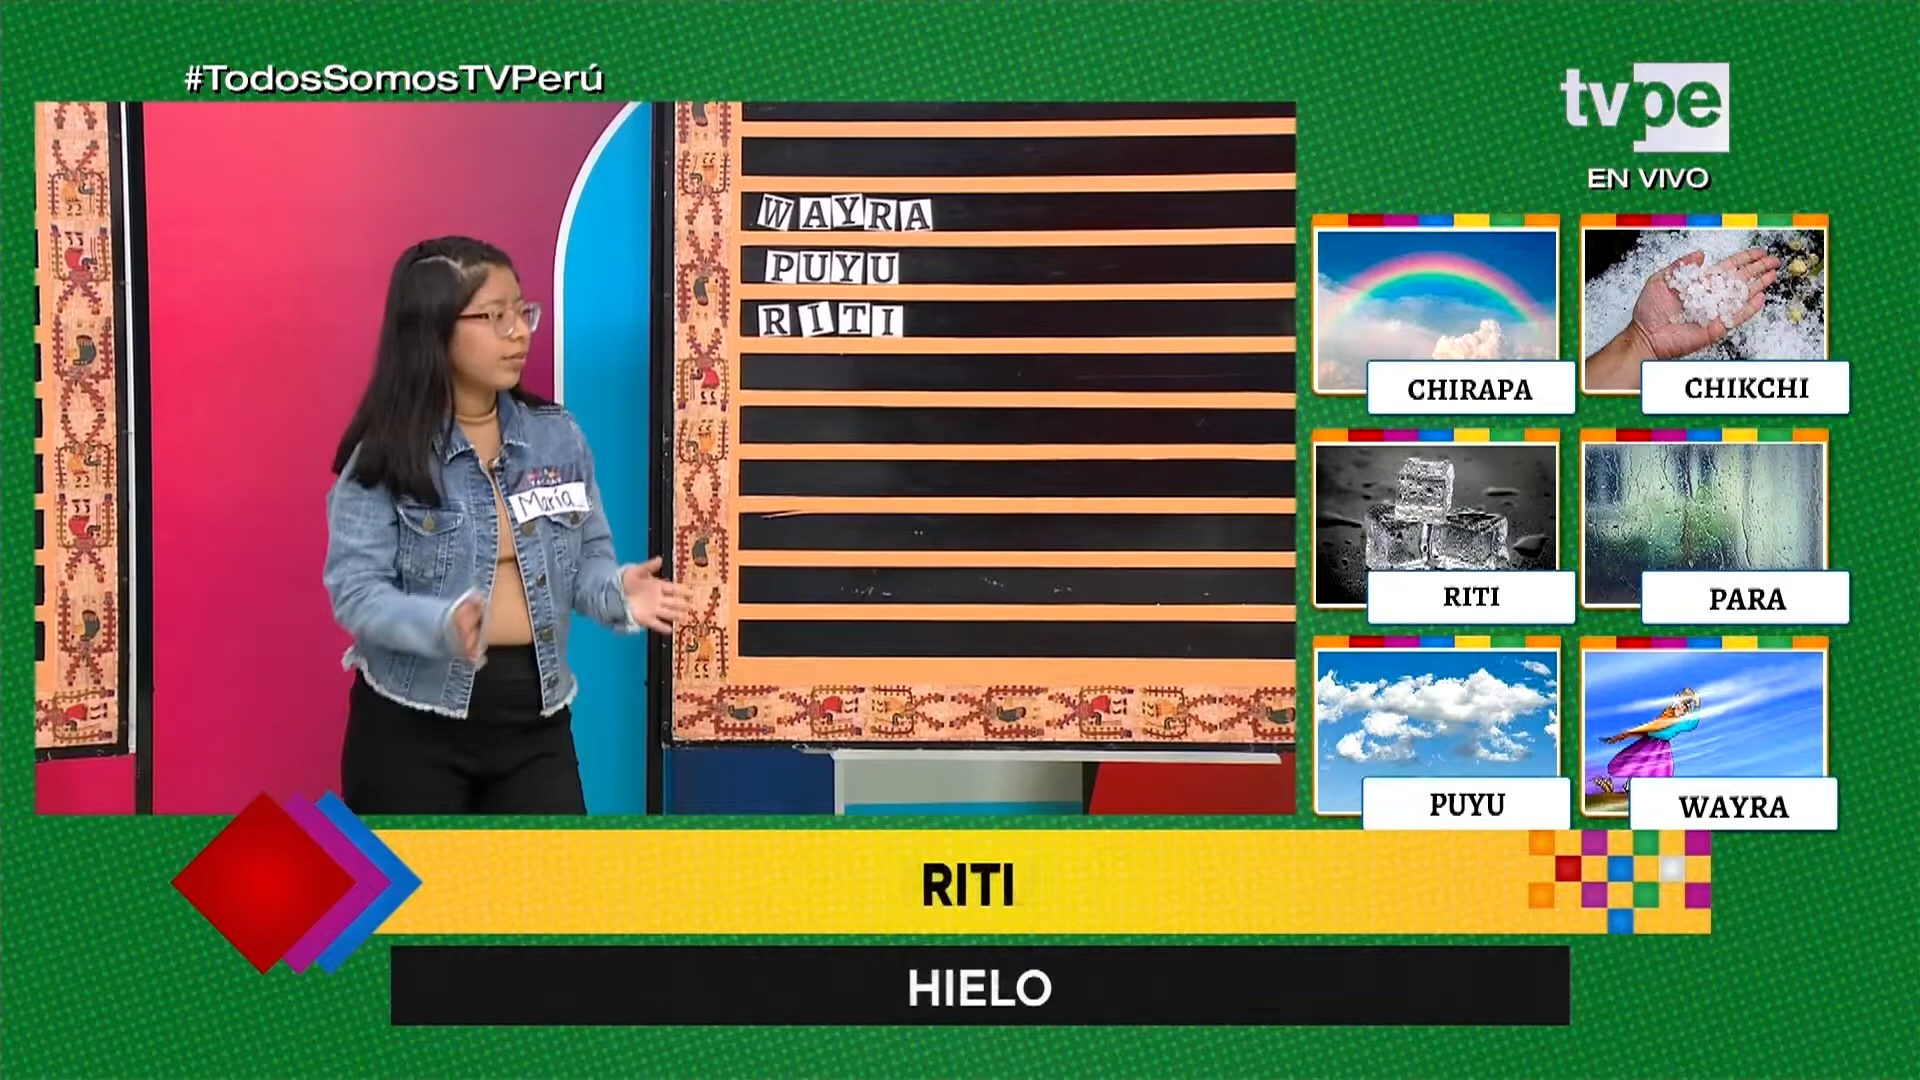 #TodosSomosTVPerú
tvpe
EN VIVO
WAYRA
PUYU
RITI
María
CHIRAPA
CHIKCHI
RITI
PARA
PUYU
WAYRA
RITI
HIELO